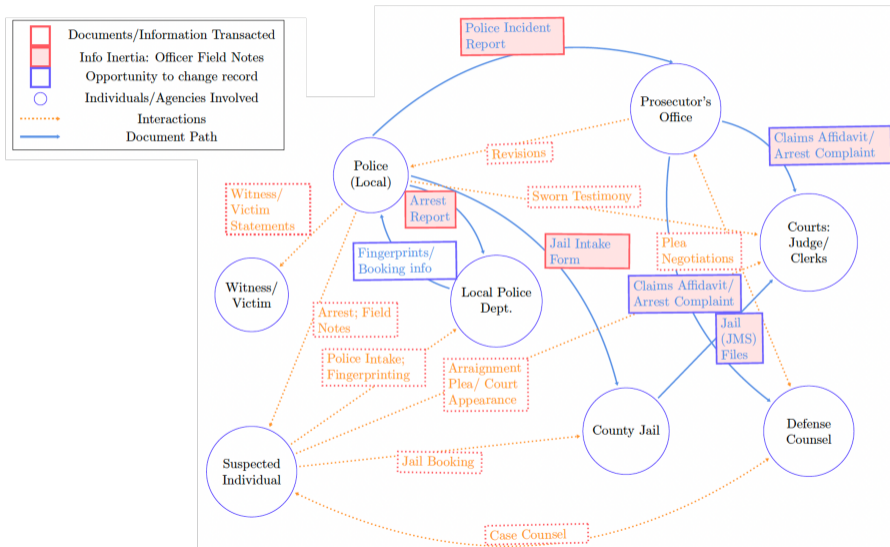 Documents/Information Transacted
Info Inertia: Officer Field Notes
Opportunity to change record
Individuals/Agencies Involved
Interactions
Document Path
Police Incident
Report
Prosecutor's
Office
Claims Affidavit/
Arrest Complaint
Revisions
Police
(Local)
Witness/
Victim
Statements
Arrest
Report
Sworn Testimony
Courts:
Judge/
Clerks
Fingerprints/
Booking info
Jail Intake
Form
Plea
Negotiations
Witness/
Victim
Local Police
Dept.
Claims Affidavit/
Arrest Complaint
Arrest; Field
Notes
Jail
(JMS)
Files
Police Intake;
Fingerprinting
Arraignment
Plea/ Court
Appearance
County Jail
Defense
Counsel
Suspected
Individual
Jail Booking
Case Counsel